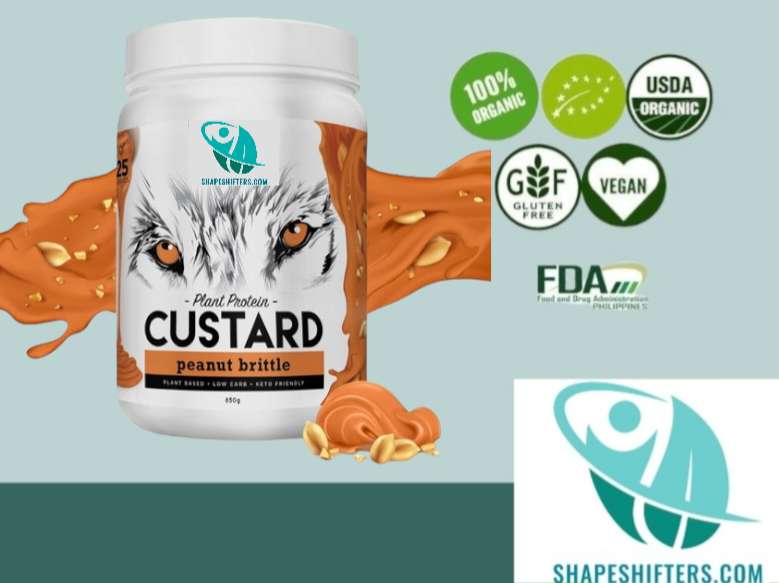 25
SHAPESHIFTERS.COM
- Plant Protein -
CUSTARD
peanut brittle
PLANT BASED • LOW CARB • KETO FRIENDLY
850g
100%
ORGANIC
USDA
ORGANIC
GF
GLUTEN
FREE
VEGAN
FDA
Food and Drug Administration
PHILIPPINES
SHAPESHIFTERS.COM